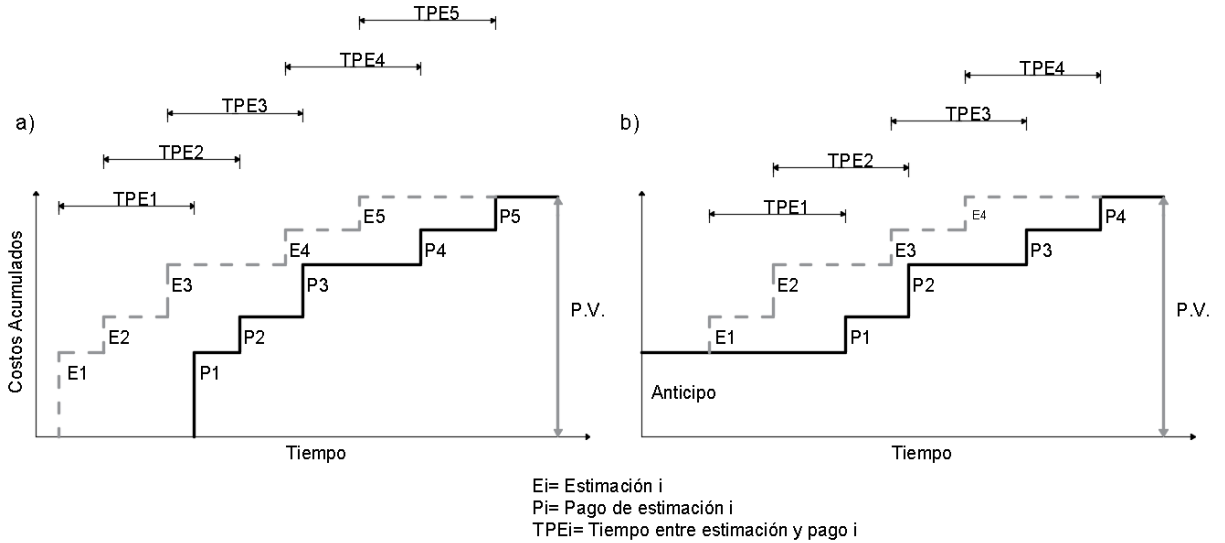 TPE5
TPE4
TPE3
TPE2
TPE1
a)
E5
E4
E3
E2
E1
P5
P4
P3
P2
P1
P.V.
Costos Acumulados
Tiempo
TPE4
TPE3
TPE2
TPE1
b)
E4
E3
E2
E1
P4
P3
P2
P1
P.V.
Anticipo
Tiempo
Ei= Estimación i
Pi= Pago de estimación i
TPEi= Tiempo entre estimación y pago i